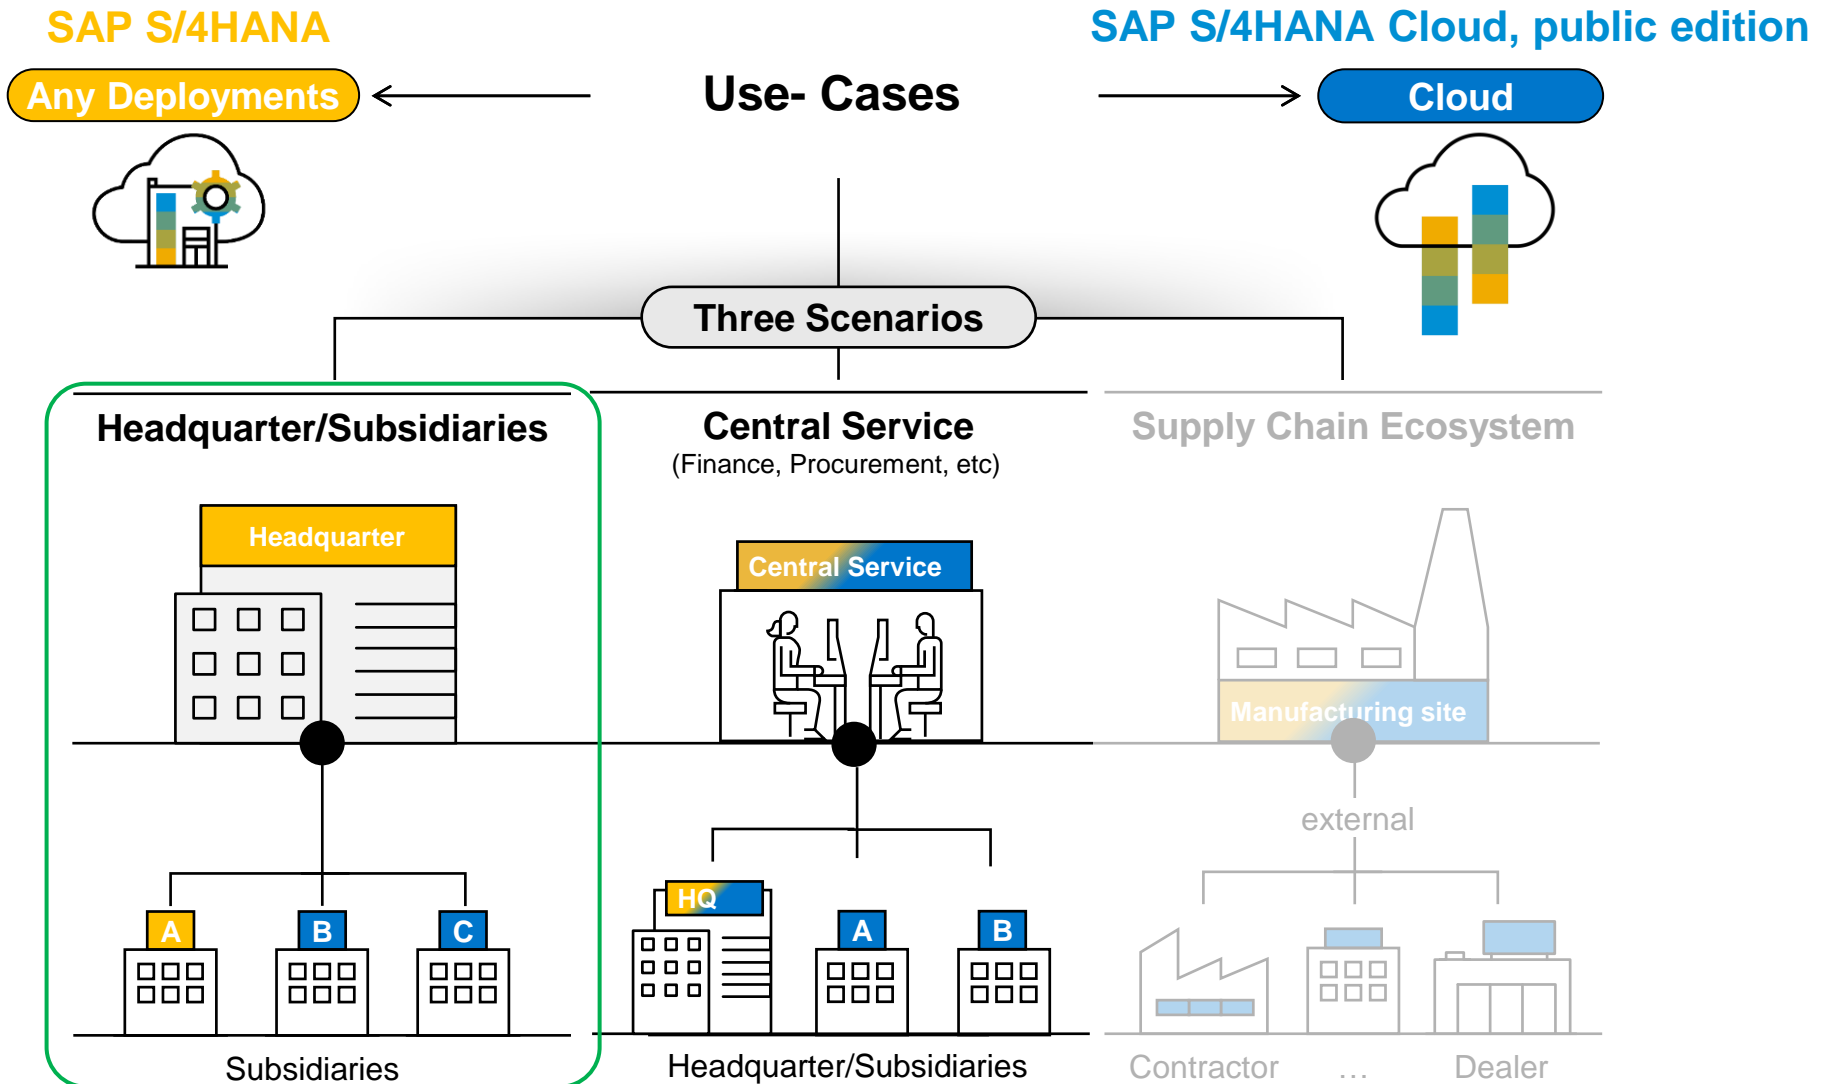 SAP S/4HANA
SAP S/4HANA Cloud, public edition
Any Deployments
Use- Cases
Cloud
Three Scenarios
Headquarter/Subsidiaries
Central Service
(Finance, Procurement, etc)
Supply Chain Ecosystem
Headquarter
Central Service
Manufacturing site
external
A
B
C
HQ
A
B
Subsidiaries
Headquarter/Subsidiaries
Contractor
...
Dealer